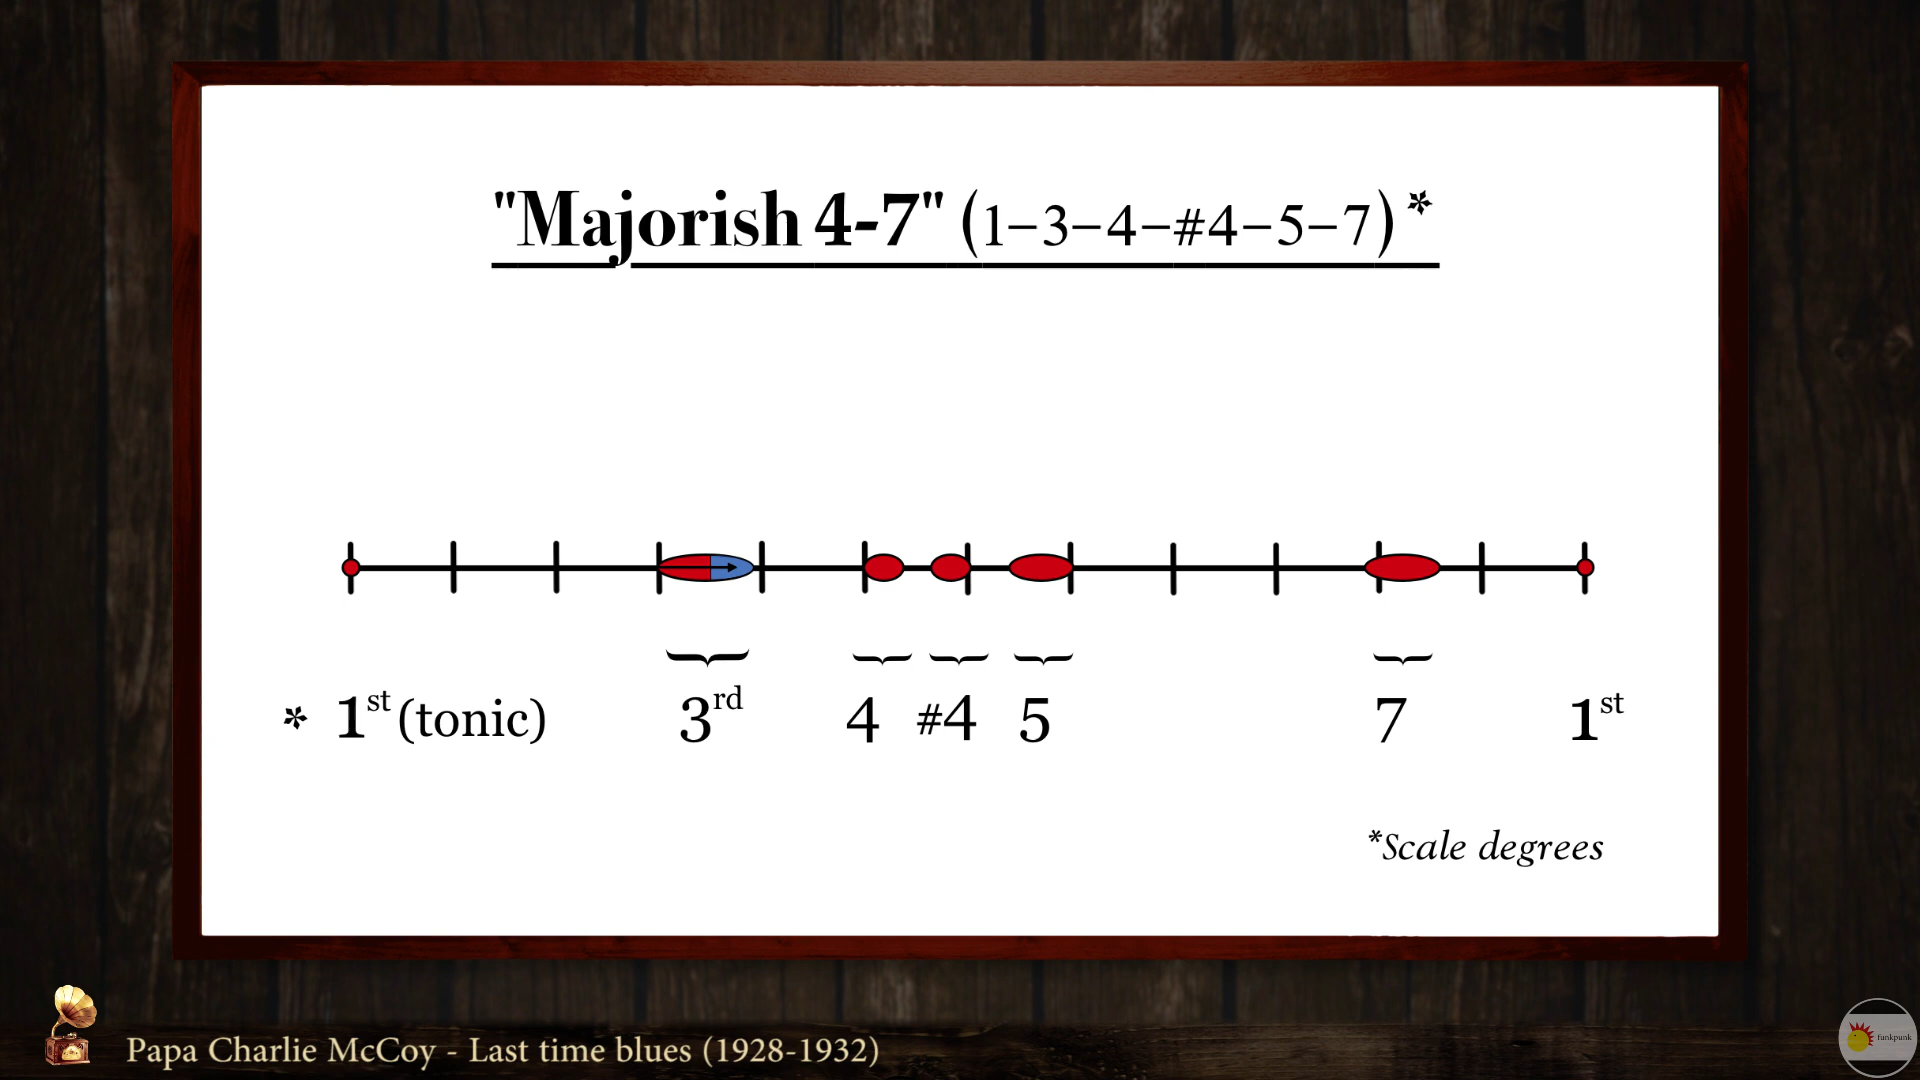 "Majorish 4-7" (1–3–4–#4–5–7)*
* 1st (tonic) 3rd 4 #4 5 7 1st
*Scale degrees
Papa Charlie McCoy - Last time blues (1928-1932)
funkpunk